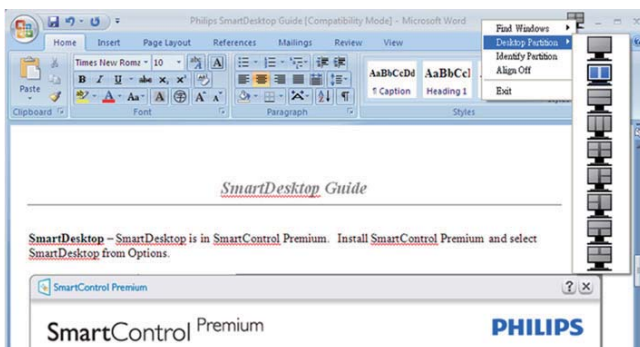 Philips SmartDesktop Guide [Compatibility Mode] - Microsoft Word
Home Insert Page Layout References Mailings Review View
Find Windows
Desktop Partition
Identify Partition
Align Off
Exit
Paste
Times New Roma 10
B I U abc x, x²
Aa A A A
AaBbCcDd AaBbCcl
¶ Caption Heading 1
Clipboard Font Paragraph Styles
SmartDesktop Guide
SmartDesktop – SmartDesktop is in SmartControl Premium. Install SmartControl Premium and select
SmartDesktop from Options.
SmartControl Premium
SmartControl Premium
PHILIPS